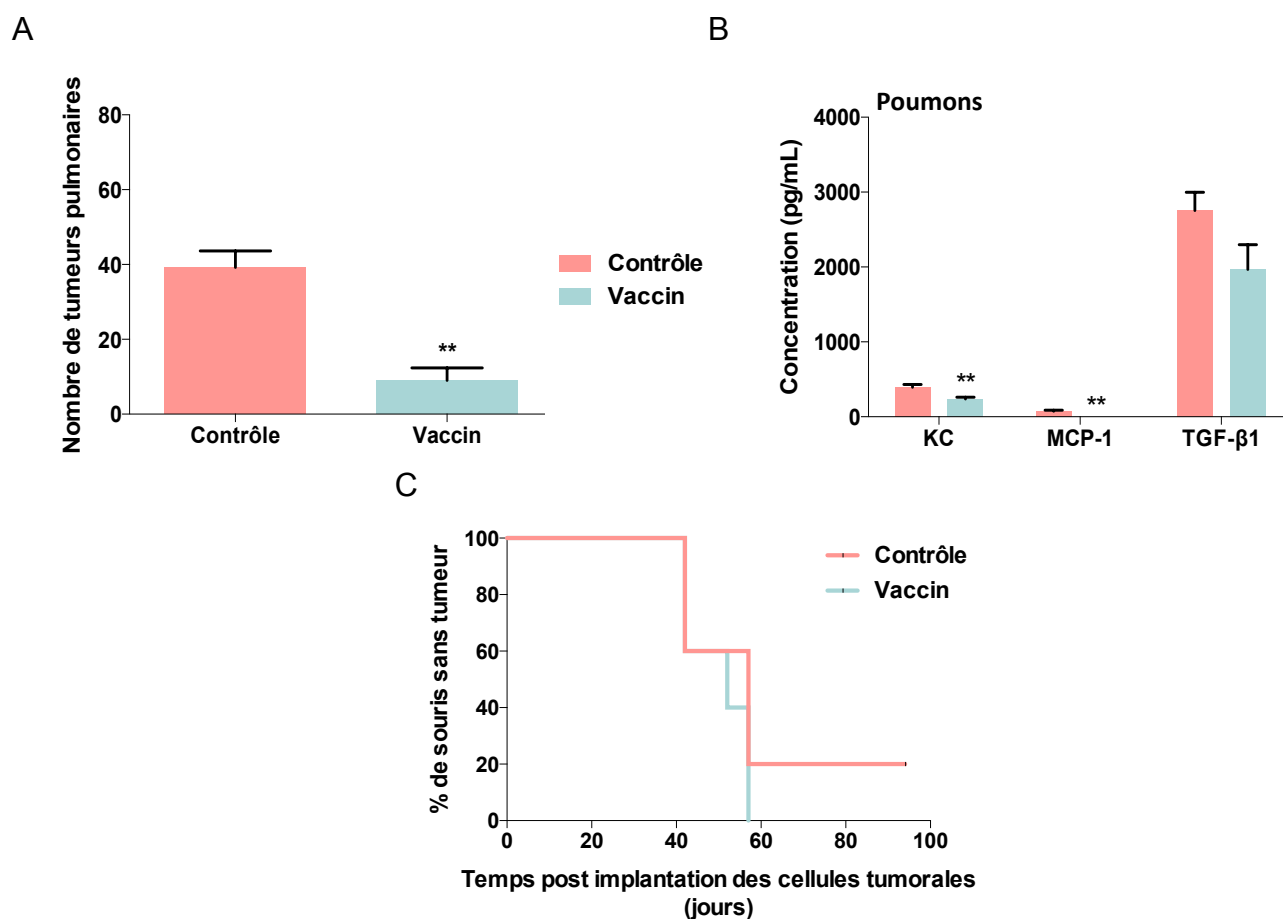 A
Nombre de tumeurs pulmonaires
80
60
40
20
0
**
Contrôle
Vaccin
Contrôle
Vaccin
B
Poumons
Concentration (pg/mL)
4000
3000
2000
1000
0
**
**
KC
MCP-1
TGF-β1
C
% de souris sans tumeur
100
80
60
40
20
0
0
20
40
60
80
100
Contrôle
Vaccin
Temps post implantation des cellules tumorales
(jours)